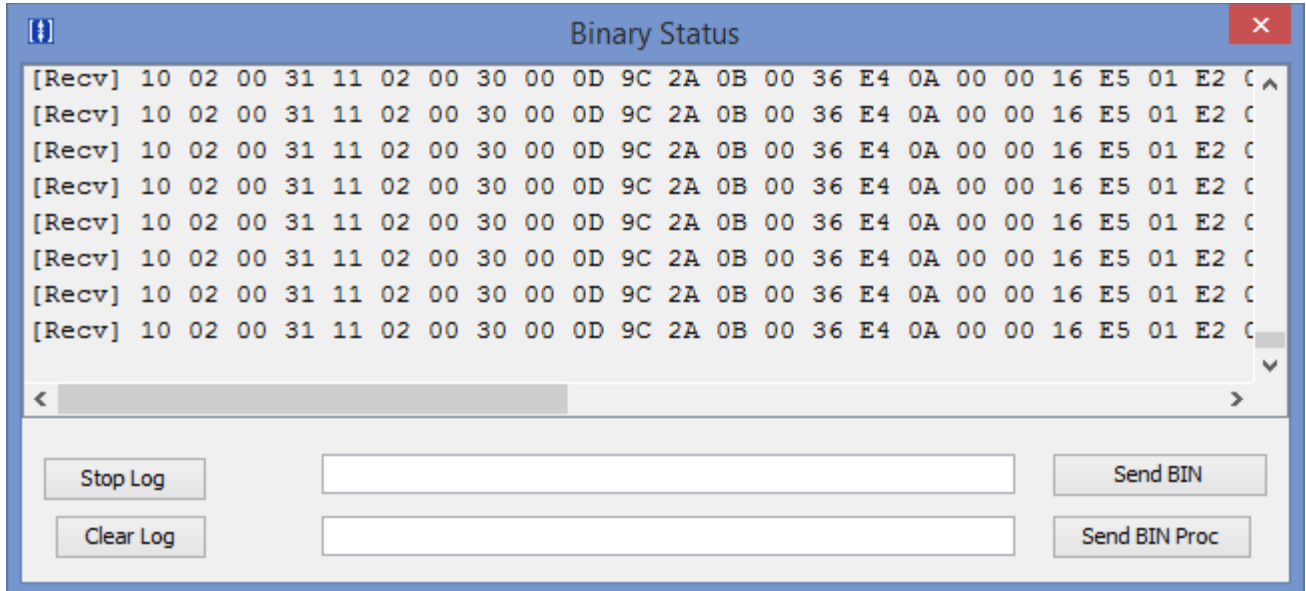 Binary Status
[Recv] 10 02 00 31 11 02 00 30 00 0D 9C 2A 0B 00 36 E4 0A 00 00 16 E5 01 E2
[Recv] 10 02 00 31 11 02 00 30 00 0D 9C 2A 0B 00 36 E4 0A 00 00 16 E5 01 E2
[Recv] 10 02 00 31 11 02 00 30 00 0D 9C 2A 0B 00 36 E4 0A 00 00 16 E5 01 E2
[Recv] 10 02 00 31 11 02 00 30 00 0D 9C 2A 0B 00 36 E4 0A 00 00 16 E5 01 E2
[Recv] 10 02 00 31 11 02 00 30 00 0D 9C 2A 0B 00 36 E4 0A 00 00 16 E5 01 E2
[Recv] 10 02 00 31 11 02 00 30 00 0D 9C 2A 0B 00 36 E4 0A 00 00 16 E5 01 E2
[Recv] 10 02 00 31 11 02 00 30 00 0D 9C 2A 0B 00 36 E4 0A 00 00 16 E5 01 E2
[Recv] 10 02 00 31 11 02 00 30 00 0D 9C 2A 0B 00 36 E4 0A 00 00 16 E5 01 E2
Stop Log
Send BIN
Clear Log
Send BIN Proc